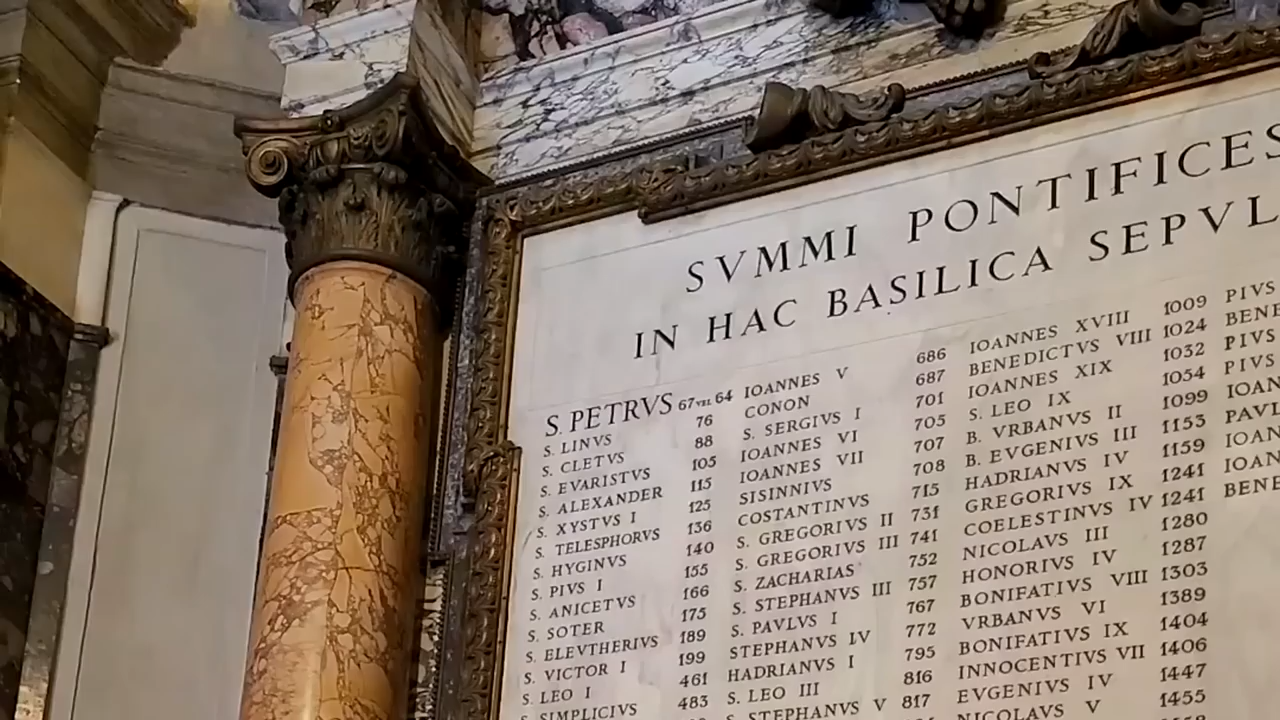 SVMMI PONTIFICES
IN HAC BASILICA SEPVL
S. PETRVS 67 VEL 64
S. LINVS 76
S. CLETVS 88
S. EVARISTVS 105
S. ALEXANDER 115
S. XYSTVS I 125
S. TELESPHORVS 136
S. HYGINVS 140
S. PIVS I 155
S. ANICETVS 166
S. SOTER 175
S. ELEVTHERIVS 189
S. VICTOR I 199
S. LEO I 461
S. SIMPLICIVS 483
IOANNES V 686
CONON 687
S. SERGIVS I 701
IOANNES VI 705
IOANNES VII 707
SISINNIVS 708
COSTANTINVS 715
S. GREGORIVS II 731
S. GREGORIVS III 741
S. ZACHARIAS 752
S. STEPHANVS III 757
S. PAVLVS I 767
STEPHANVS IV 772
HADRIANVS I 795
S. LEO III 816
STEPHANVS V 817
IOANNES XVIII 1009
BENEDICTVS VIII 1024
IOANNES XIX 1032
S. LEO IX 1054
B. VRBANVS II 1099
B. EVGENIVS III 1153
HADRIANVS IV 1159
GREGORIVS IX 1241
COELESTINVS IV 1241
NICOLAVS III 1280
HONORIVS IV 1287
BONIFATIVS VIII 1303
VRBANVS VI 1389
BONIFATIVS IX 1404
INNOCENTIVS VII 1406
EVGENIVS IV 1447
NICOLAVS V 1455
PIVS
BENE
PIVS
PIVS
IOAN
PAVL
IOAN
IOAN
BENE